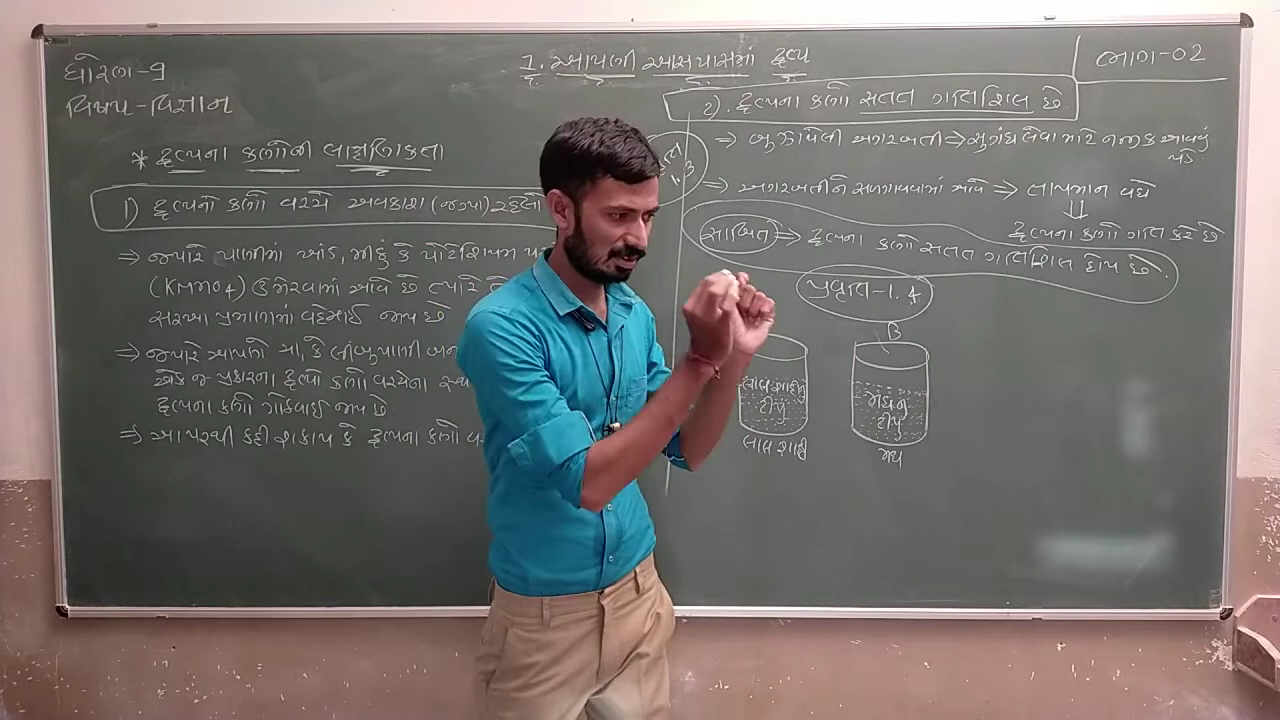 ધોરણ-9
વિષય-વિજ્ઞાન
1. આપણી આસપાસમાં દ્રવ્ય
ભાગ-02
* દ્રવ્યના કણોની લાક્ષણિકતા
1) દ્રવ્યના કણો વચ્ચે અવકાશ (જગ્યા) રહેલો
⇒ જ્યારે પાણીમાં ખાંડ, મીઠું કે પોટેશિયમ
(KMnO4) ઉમેરવામાં આવે છે ત્યારે તે
સરખા પ્રમાણમાં વહેંચાઈ જાય છે
⇒ જ્યારે આપણે ચા, કે લીંબુપાણી
એક જ પ્રકારના દ્રવ્યો કણો વચ્ચેના
દ્રવ્યના કણો ગોઠવાઈ જાય છે
⇒ આ પરથી કહી શકાય કે દ્રવ્યના કણો
1.3
2). દ્રવ્યના કણો સતત ગતિશિલ છે.
⇒ બુઝાયેલી અગરબત્તી ⇒ સુગંધ લેવા માટે નજીક આવવું
પડે
⇒ અગરબત્તીને સળગાવવામાં આવે ⇒ તાપમાન વધે
⇓
દ્રવ્યના કણો ગતિ કરે છે
સાબિત ⇒ દ્રવ્યના કણો સતત ગતિશિલ હોય છે.
પ્રવૃત્તિ-1.4
B
લાલ શાહીનું
ટીપું
લાલ શાહી
મધનું
ટીપું
મધ